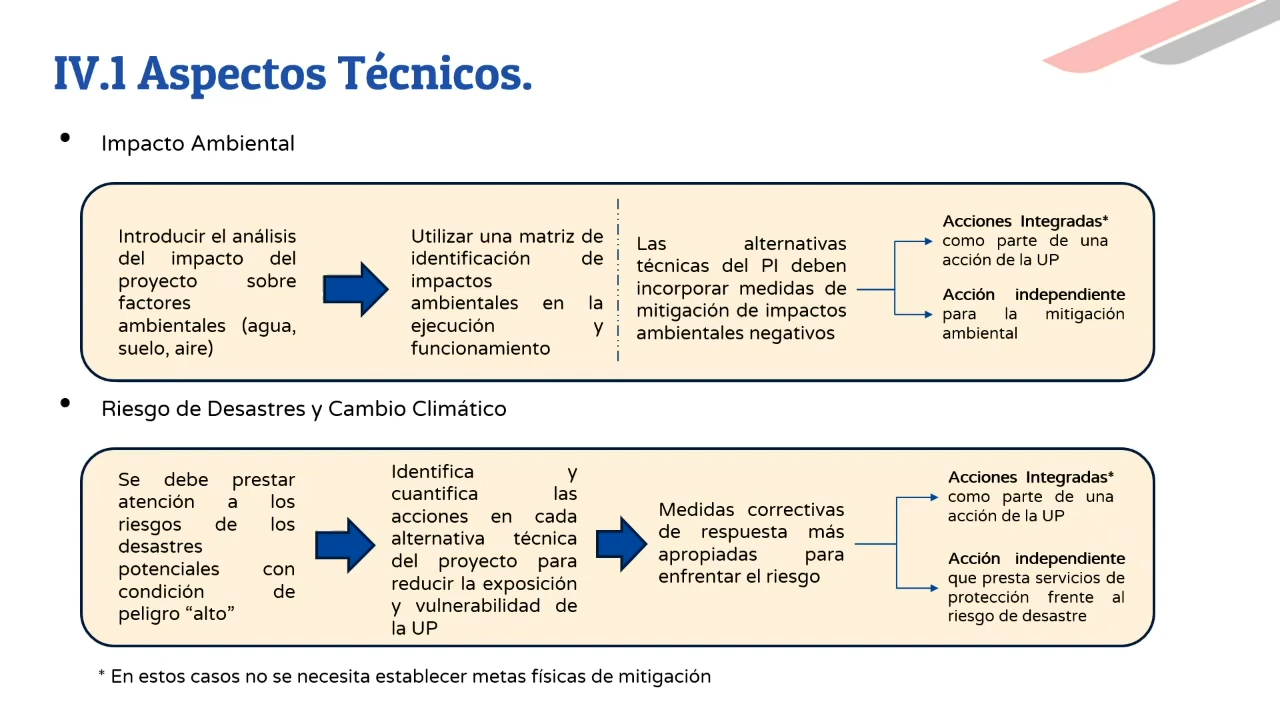 IV.1 Aspectos Técnicos.
• Impacto Ambiental
Introducir el análisis
del impacto del
proyecto sobre
factores
ambientales (agua,
suelo, aire)
Utilizar una matriz de
identificación de
impactos
ambientales en la
ejecución y
funcionamiento
Las alternativas
técnicas del PI deben
incorporar medidas de
mitigación de impactos
ambientales negativos
Acciones Integradas*
como parte de una
acción de la UP
Acción independiente
para la mitigación
ambiental
• Riesgo de Desastres y Cambio Climático
Se debe prestar
atención a los
riesgos de los
desastres
potenciales con
condición de
peligro “alto”
Identifica y
cuantifica las
acciones en cada
alternativa técnica
del proyecto para
reducir la exposición
y vulnerabilidad de
la UP
Medidas correctivas
de respuesta más
apropiadas para
enfrentar el riesgo
Acciones Integradas*
como parte de una
acción de la UP
Acción independiente
que presta servicios de
protección frente al
riesgo de desastre
* En estos casos no se necesita establecer metas físicas de mitigación